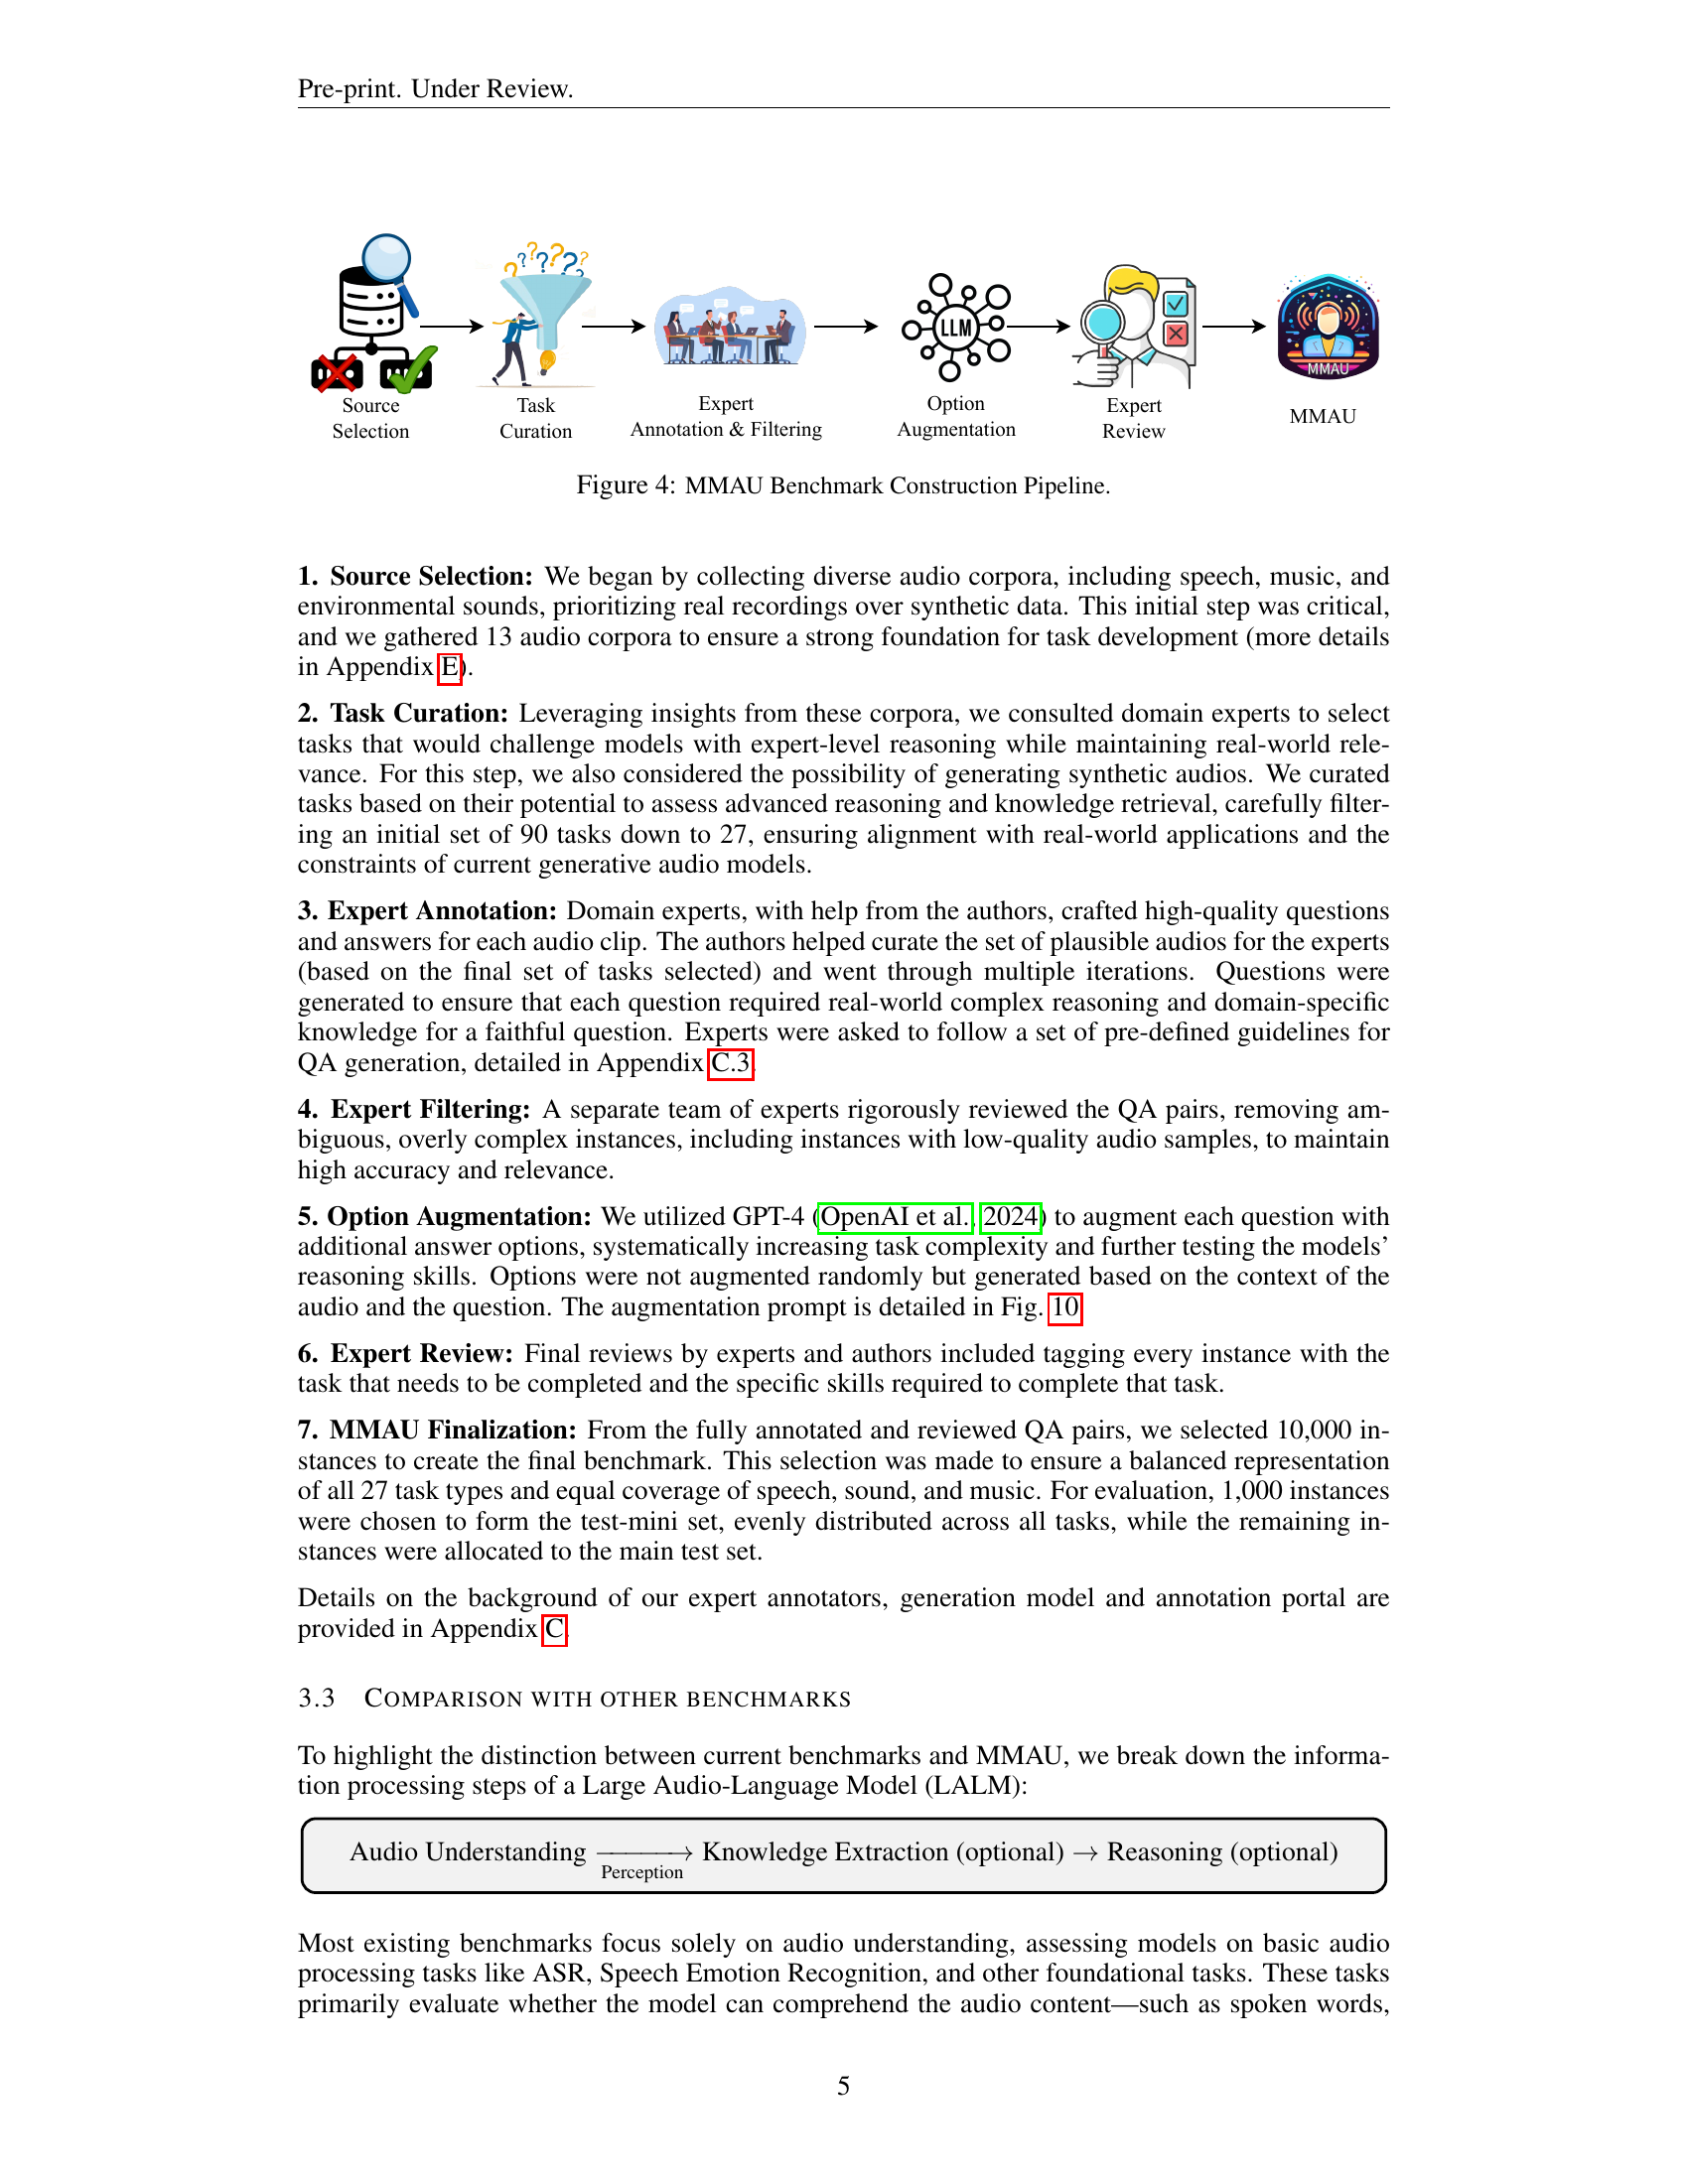 Pre-print. Under Review.
LLM
MMAU
Source
Selection
Task
Curation
Expert
Annotation & Filtering
Option
Augmentation
Expert
Review
MMAU
Figure 4: MMAU Benchmark Construction Pipeline.
1. Source Selection: We began by collecting diverse audio corpora, including speech, music, and
environmental sounds, prioritizing real recordings over synthetic data. This initial step was critical,
and we gathered 13 audio corpora to ensure a strong foundation for task development (more details
in Appendix E).
2. Task Curation: Leveraging insights from these corpora, we consulted domain experts to select
tasks that would challenge models with expert-level reasoning while maintaining real-world rele-
vance. For this step, we also considered the possibility of generating synthetic audios. We curated
tasks based on their potential to assess advanced reasoning and knowledge retrieval, carefully filter-
ing an initial set of 90 tasks down to 27, ensuring alignment with real-world applications and the
constraints of current generative audio models.
3. Expert Annotation: Domain experts, with help from the authors, crafted high-quality questions
and answers for each audio clip. The authors helped curate the set of plausible audios for the experts
(based on the final set of tasks selected) and went through multiple iterations. Questions were
generated to ensure that each question required real-world complex reasoning and domain-specific
knowledge for a faithful question. Experts were asked to follow a set of pre-defined guidelines for
QA generation, detailed in Appendix C.3.
4. Expert Filtering: A separate team of experts rigorously reviewed the QA pairs, removing am-
biguous, overly complex instances, including instances with low-quality audio samples, to maintain
high accuracy and relevance.
5. Option Augmentation: We utilized GPT-4 (OpenAI et al., 2024) to augment each question with
additional answer options, systematically increasing task complexity and further testing the models'
reasoning skills. Options were not augmented randomly but generated based on the context of the
audio and the question. The augmentation prompt is detailed in Fig. 10
6. Expert Review: Final reviews by experts and authors included tagging every instance with the
task that needs to be completed and the specific skills required to complete that task.
7. MMAU Finalization: From the fully annotated and reviewed QA pairs, we selected 10,000 in-
stances to create the final benchmark. This selection was made to ensure a balanced representation
of all 27 task types and equal coverage of speech, sound, and music. For evaluation, 1,000 instances
were chosen to form the test-mini set, evenly distributed across all tasks, while the remaining in-
stances were allocated to the main test set.
Details on the background of our expert annotators, generation model and annotation portal are
provided in Appendix C.
3.3 COMPARISON WITH OTHER BENCHMARKS
To highlight the distinction between current benchmarks and MMAU, we break down the informa-
tion processing steps of a Large Audio-Language Model (LALM):
Audio Understanding ⟶ Knowledge Extraction (optional) → Reasoning (optional)
Perception
Most existing benchmarks focus solely on audio understanding, assessing models on basic audio
processing tasks like ASR, Speech Emotion Recognition, and other foundational tasks. These tasks
primarily evaluate whether the model can comprehend the audio content—such as spoken words,
5